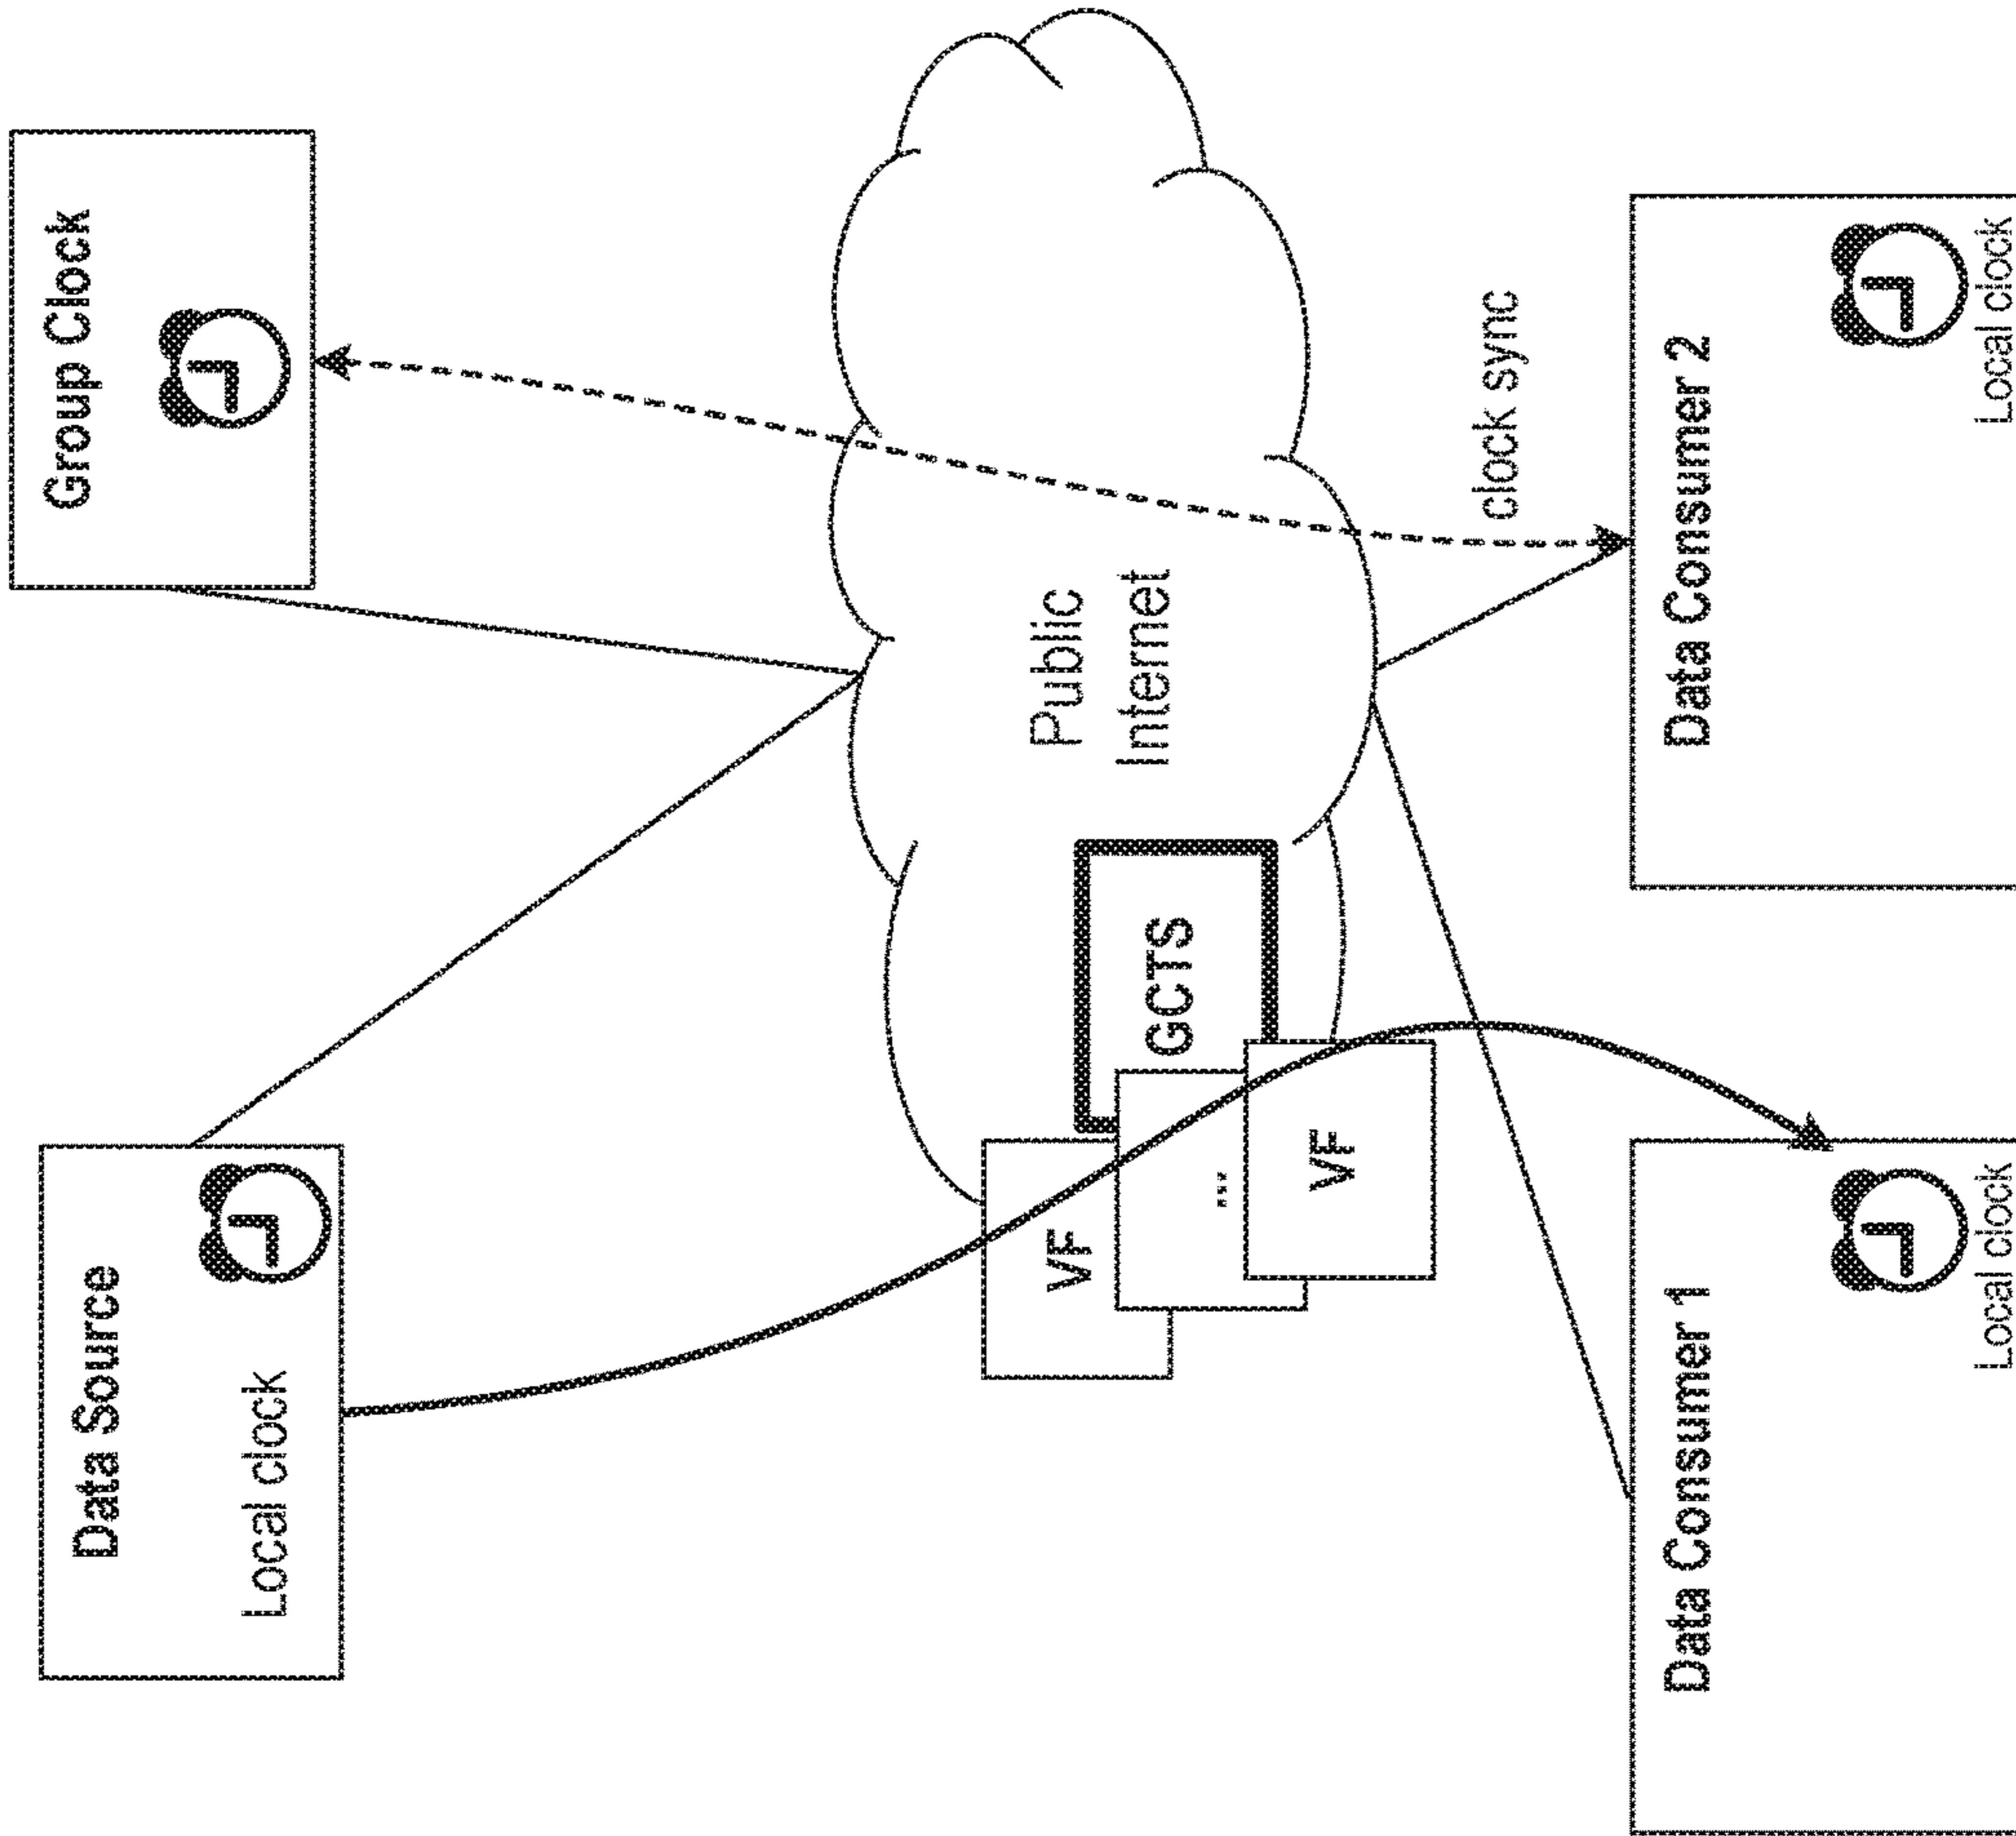 Data Source
Local clock
Group Clock
Public
Internet
VF
...
VF
GCTS
clock sync
Data Consumer 1
Local clock
Data Consumer 2
Local clock